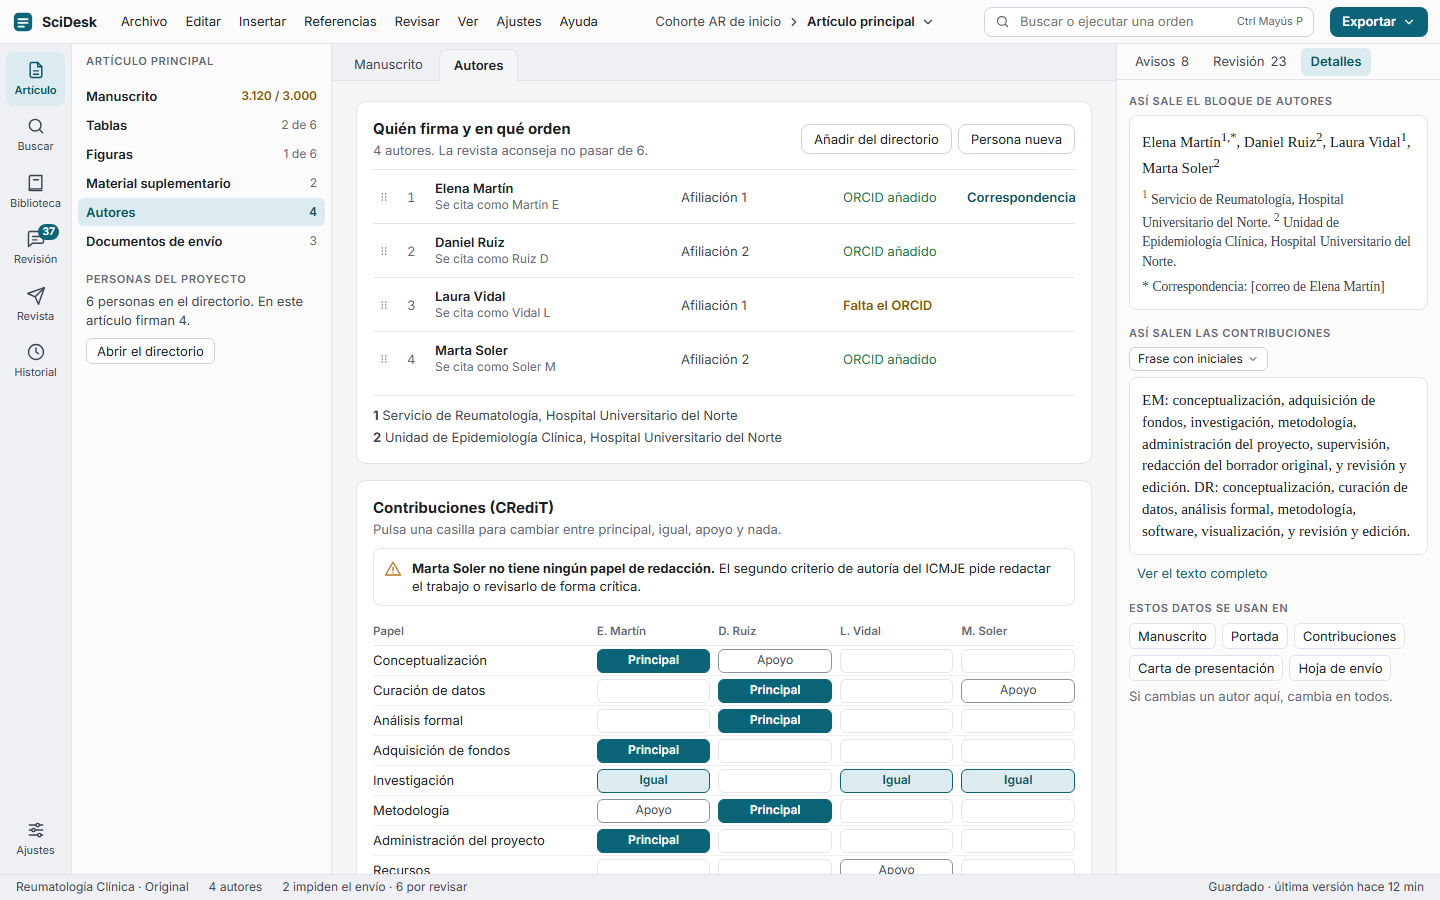 SciDesk
Archivo Editar Insertar Referencias Revisar Ver Ajustes Ayuda
Cohorte AR de inicio > Artículo principal
Buscar o ejecutar una orden Ctrl Mayús P
Exportar
Artículo
Buscar
Biblioteca
37
Revisión
Revista
Historial
Ajustes
ARTÍCULO PRINCIPAL
Manuscrito 3.120 / 3.000
Tablas 2 de 6
Figuras 1 de 6
Material suplementario 2
Autores 4
Documentos de envío 3
PERSONAS DEL PROYECTO
6 personas en el directorio. En este
artículo firman 4.
Abrir el directorio
Manuscrito Autores
Quién firma y en qué orden
4 autores. La revista aconseja no pasar de 6.
Añadir del directorio Persona nueva
1 Elena Martín Afiliación 1 ORCID añadido Correspondencia
Se cita como Martín E
2 Daniel Ruiz Afiliación 2 ORCID añadido
Se cita como Ruiz D
3 Laura Vidal Afiliación 1 Falta el ORCID
Se cita como Vidal L
4 Marta Soler Afiliación 2 ORCID añadido
Se cita como Soler M
1 Servicio de Reumatología, Hospital Universitario del Norte
2 Unidad de Epidemiología Clínica, Hospital Universitario del Norte
Contribuciones (CRediT)
Pulsa una casilla para cambiar entre principal, igual, apoyo y nada.
Marta Soler no tiene ningún papel de redacción. El segundo criterio de autoría del ICMJE pide redactar
el trabajo o revisarlo de forma crítica.
Papel E. Martín D. Ruiz L. Vidal M. Soler
Conceptualización Principal Apoyo
Curación de datos Principal Apoyo
Análisis formal Principal
Adquisición de fondos Principal
Investigación Igual Igual Igual
Metodología Apoyo Principal
Administración del proyecto Principal
Recursos Apoyo
Avisos 8 Revisión 23 Detalles
ASÍ SALE EL BLOQUE DE AUTORES
Elena Martín1,*, Daniel Ruiz2, Laura Vidal1,
Marta Soler2
1 Servicio de Reumatología, Hospital
Universitario del Norte. 2 Unidad de
Epidemiología Clínica, Hospital Universitario del
Norte.
* Correspondencia: [correo de Elena Martín]
ASÍ SALEN LAS CONTRIBUCIONES
Frase con iniciales
EM: conceptualización, adquisición de
fondos, investigación, metodología,
administración del proyecto, supervisión,
redacción del borrador original, y revisión y
edición. DR: conceptualización, curación de
datos, análisis formal, metodología,
software, visualización, y revisión y edición.
Ver el texto completo
ESTOS DATOS SE USAN EN
Manuscrito Portada Contribuciones
Carta de presentación Hoja de envío
Si cambias un autor aquí, cambia en todos.
Reumatología Clínica · Original 4 autores 2 impiden el envío · 6 por revisar
Guardado · última versión hace 12 min